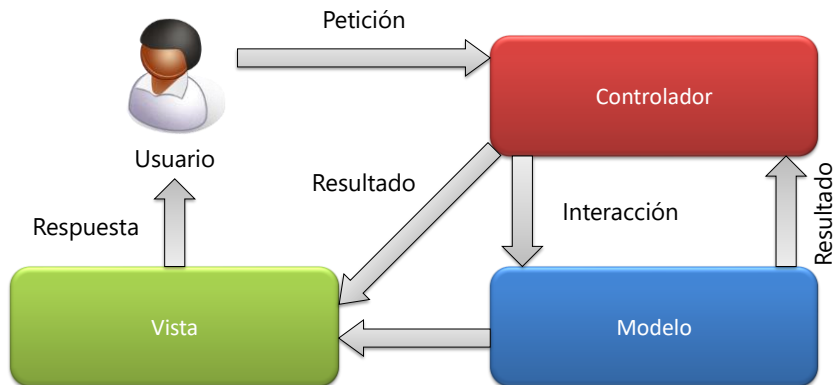 Petición
Controlador
Usuario
Resultado
Interacción
Resultado
Respuesta
Vista
Modelo